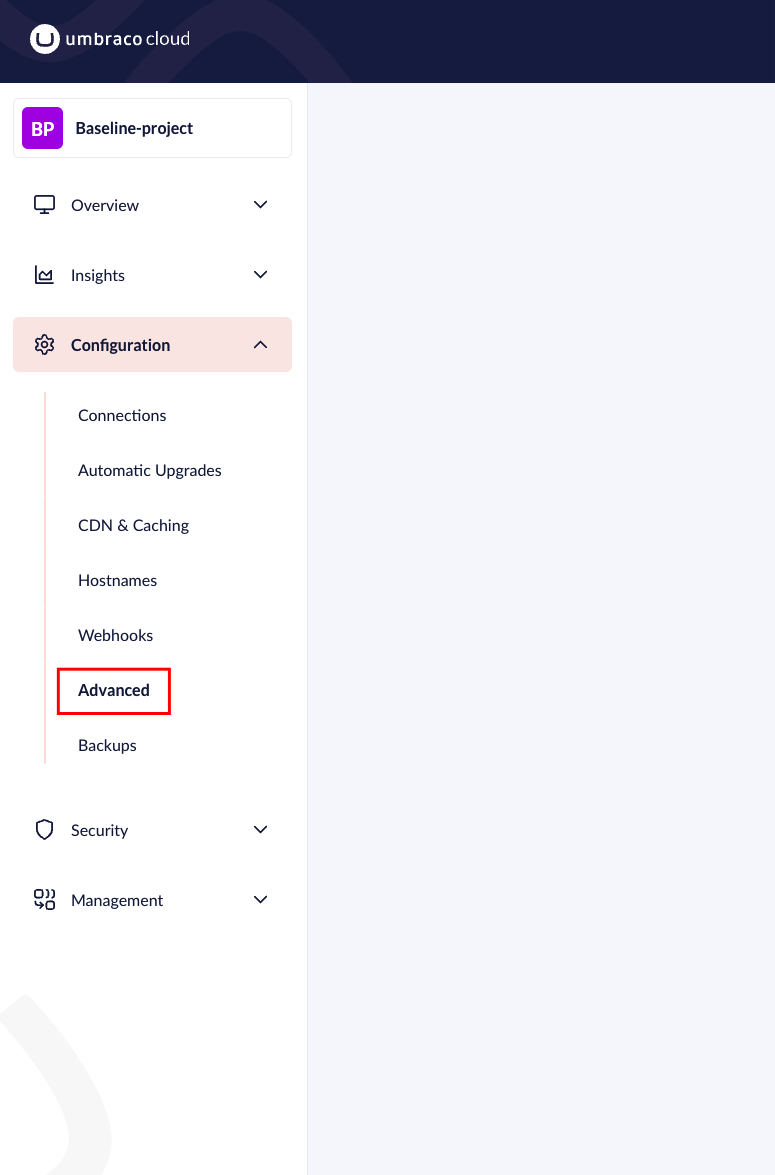 umbraco cloud
BP Baseline-project
Overview
Insights
Configuration
Connections
Automatic Upgrades
CDN & Caching
Hostnames
Webhooks
Advanced
Backups
Security
Management